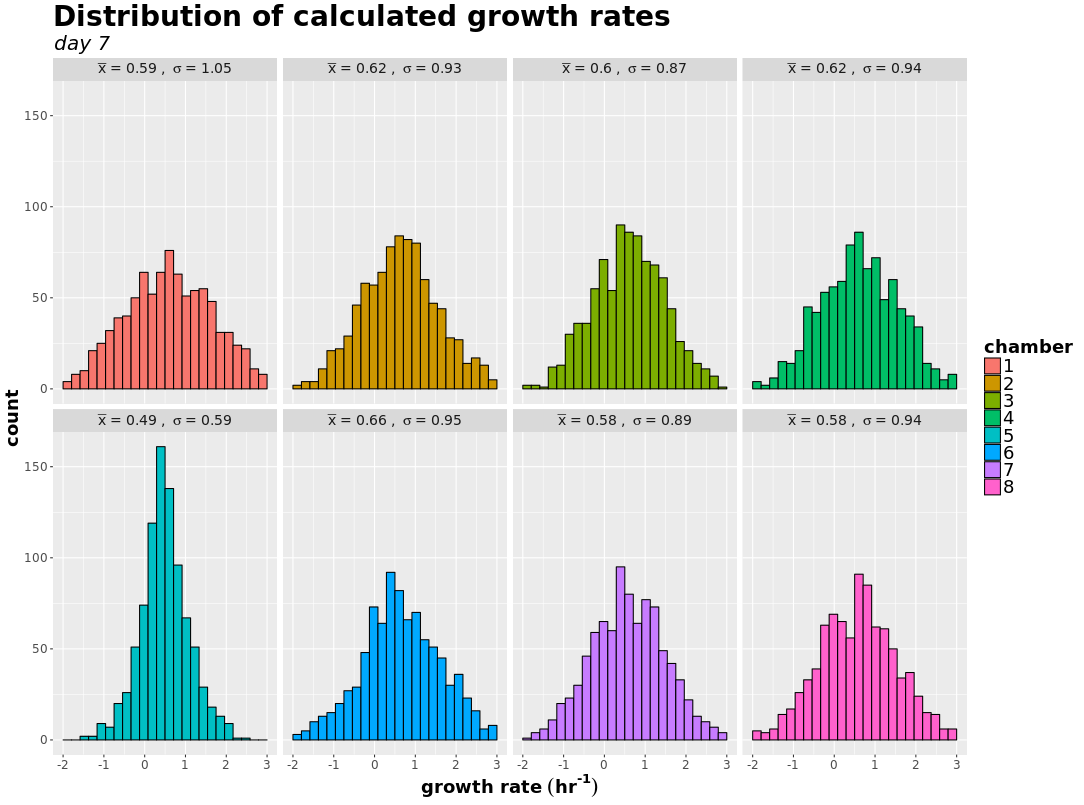 Distribution of calculated growth rates
day 7
x̅ = 0.59 , σ = 1.05
x̅ = 0.62 , σ = 0.93
x̅ = 0.6 , σ = 0.87
x̅ = 0.62 , σ = 0.94
150
100
50
0
x̅ = 0.49 , σ = 0.59
x̅ = 0.66 , σ = 0.95
x̅ = 0.58 , σ = 0.89
x̅ = 0.58 , σ = 0.94
150
100
50
0
-2 -1 0 1 2 3
-2 -1 0 1 2 3
-2 -1 0 1 2 3
-2 -1 0 1 2 3
growth rate (hr⁻¹)
count
chamber
1
2
3
4
5
6
7
8